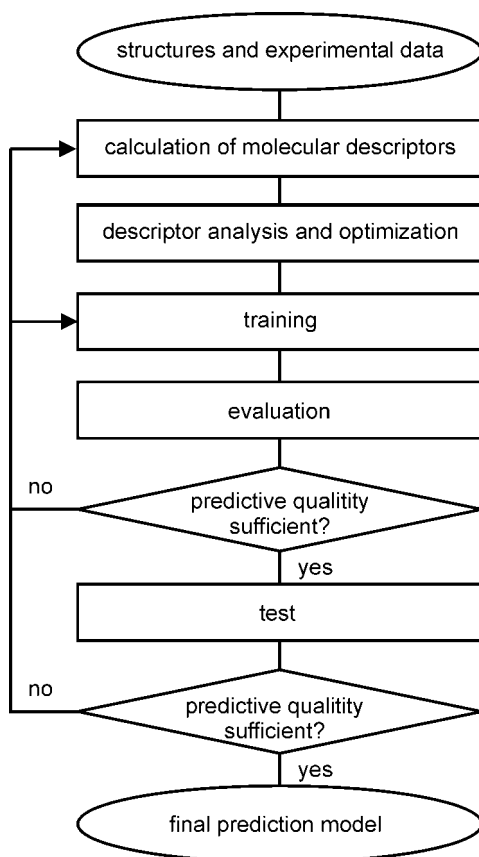 structures and experimental data
calculation of molecular descriptors
descriptor analysis and optimization
training
evaluation
no
predictive qualitity
sufficient?
yes
test
no
predictive qualitity
sufficient?
yes
final prediction model